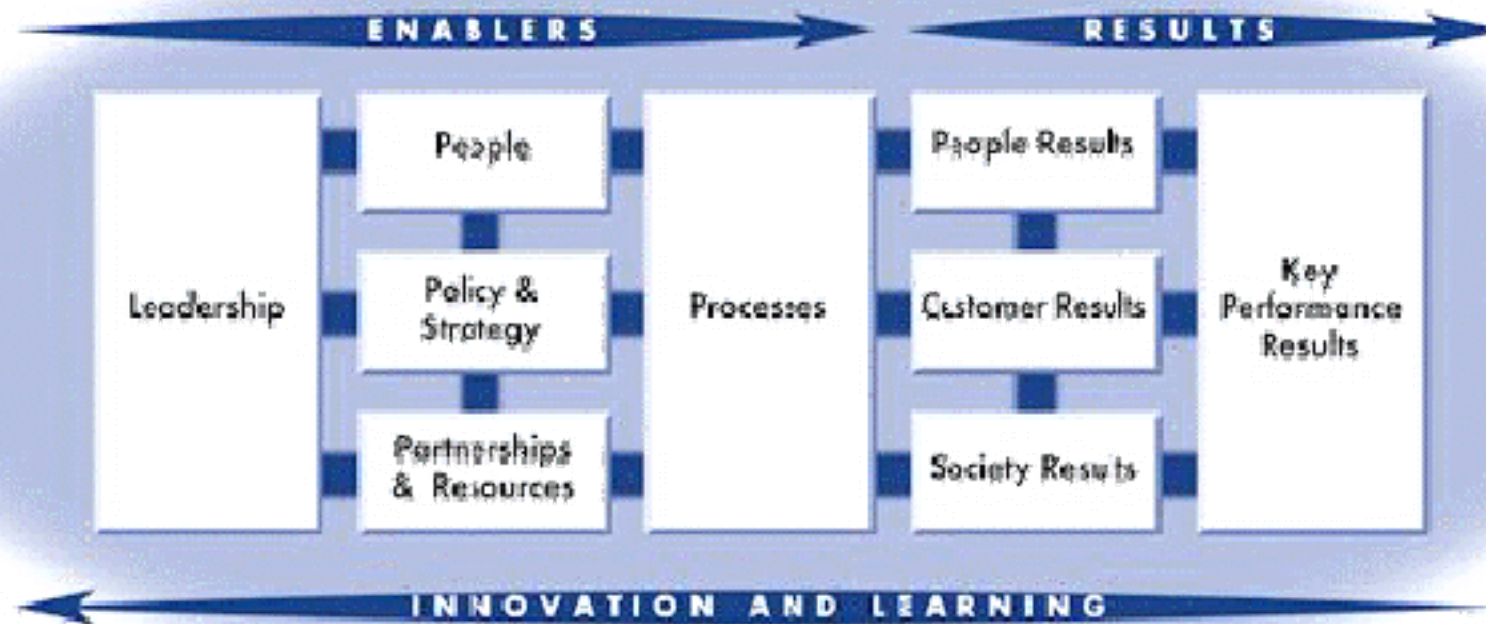 ENABLERS
RESULTS
Leadership
People
Policy &
Strategy
Partnerships
& Resources
Processes
People Results
Customer Results
Society Results
Key
Performance
Results
INNOVATION AND LEARNING